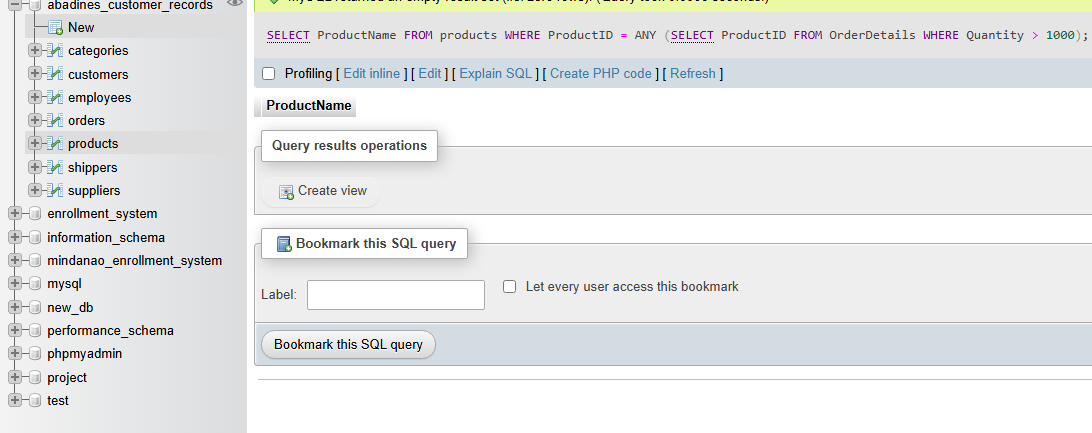 abadines_customer_records
New
categories
customers
employees
orders
products
shippers
suppliers
enrollment_system
information_schema
mindanao_enrollment_system
mysql
new_db
performance_schema
phpmyadmin
project
test
SELECT ProductName FROM products WHERE ProductID = ANY (SELECT ProductID FROM OrderDetails WHERE Quantity > 1000);
Profiling [ Edit inline ] [ Edit ] [ Explain SQL ] [ Create PHP code ] [ Refresh ]
ProductName
Query results operations
Create view
Bookmark this SQL query
Label:
Let every user access this bookmark
Bookmark this SQL query